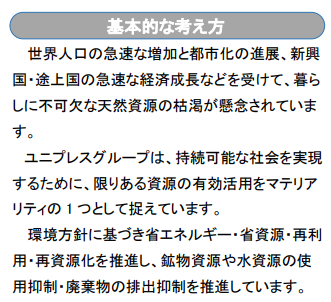 基本的な考え方
世界人口の急速な増加と都市化の進展、新興
国・途上国の急速な経済成長などを受けて、暮ら
しに不可欠な天然資源の枯渇が懸念されていま
す。
ユニプレスグループは、持続可能な社会を実現
するために、限りある資源の有効活用をマテリア
リティの 1 つとして捉えています。
環境方針に基づき省エネルギー・省資源・再利
用・再資源化を推進し、鉱物資源や水資源の使
用抑制・廃棄物の排出抑制を推進しています。